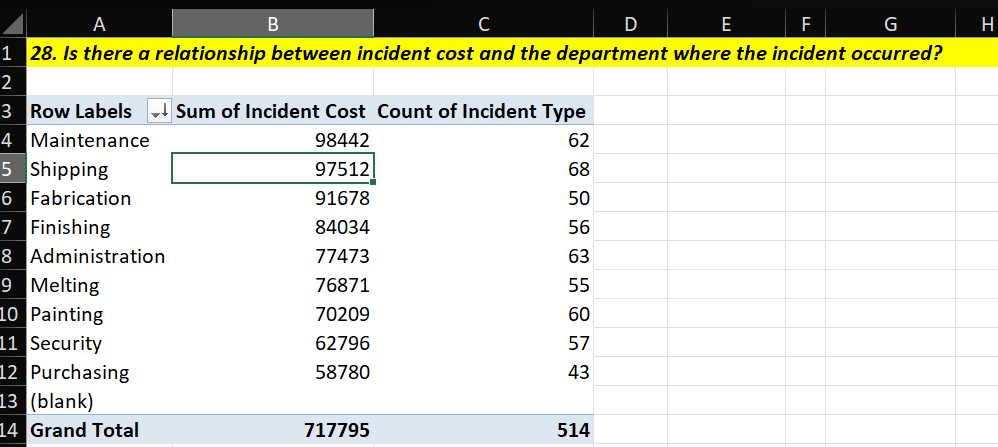 A B C D E F G H
1 28. Is there a relationship between incident cost and the department where the incident occurred?
2
3 Row Labels Sum of Incident Cost Count of Incident Type
4 Maintenance 98442 62
5 Shipping 97512 68
6 Fabrication 91678 50
7 Finishing 84034 56
8 Administration 77473 63
9 Melting 76871 55
10 Painting 70209 60
11 Security 62796 57
12 Purchasing 58780 43
13 (blank)
14 Grand Total 717795 514